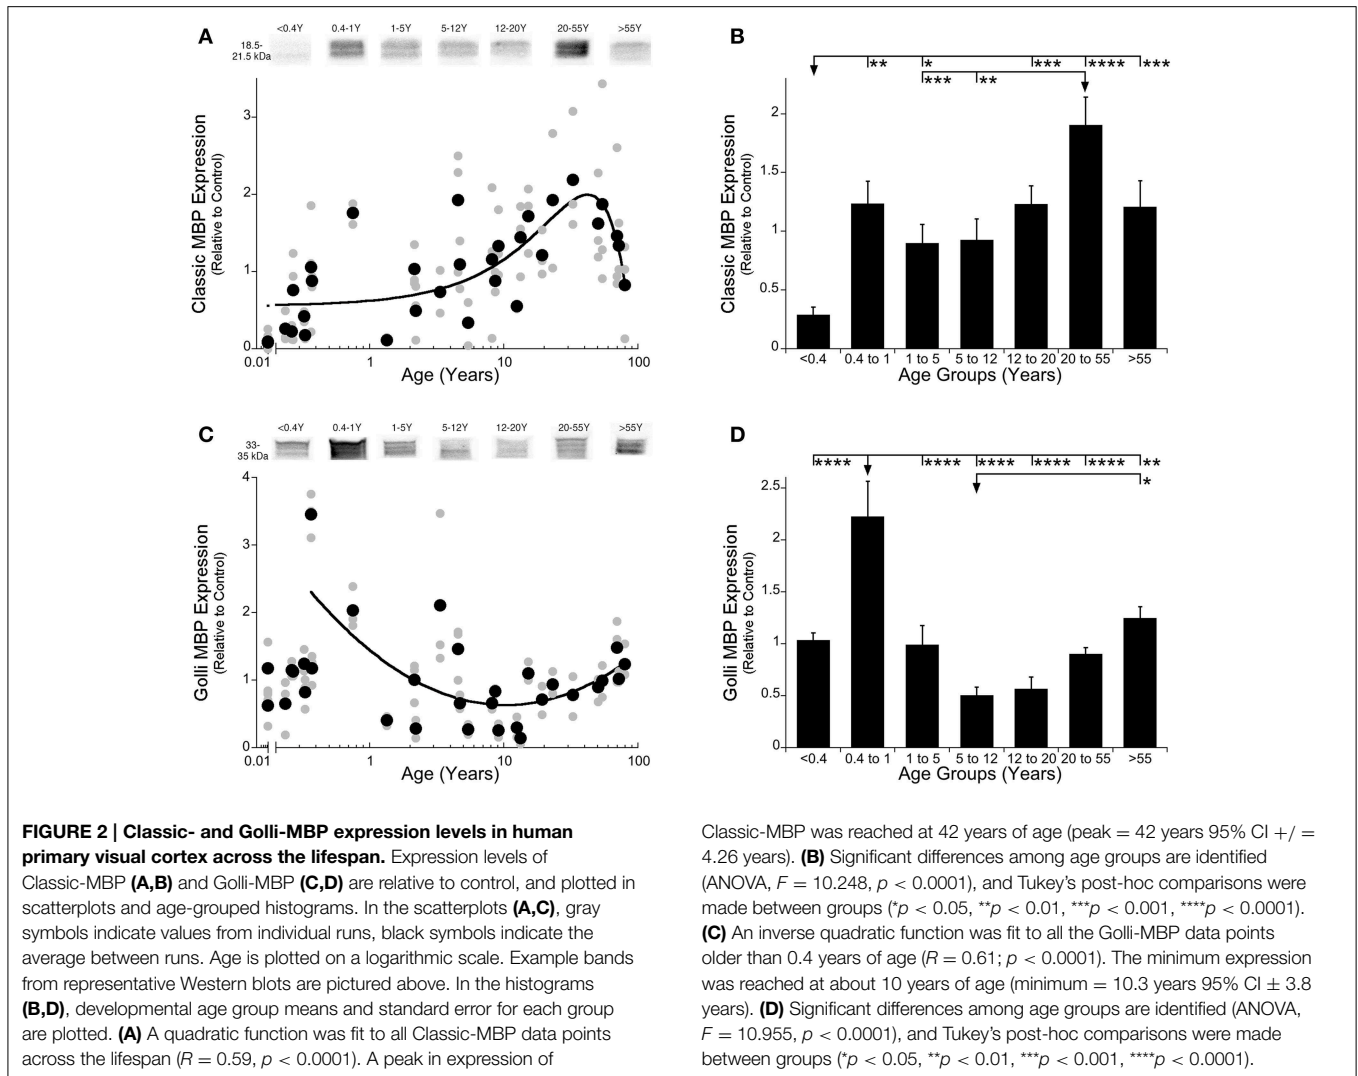 A
<0.4Y 0.4-1Y 1-5Y 5-12Y 12-20Y 20-55Y >55Y
18.5-
21.5 kDa
Classic MBP Expression
(Relative to Control)
4
3
2
1
0
0.01 1 10 100
Age (Years)
B
** * *** **** ***
*** **
Classic MBP Expression
(Relative to Control)
2
1.5
1
0.5
0
<0.4 0.4 to 1 1 to 5 5 to 12 12 to 20 20 to 55 >55
Age Groups (Years)
C
<0.4Y 0.4-1Y 1-5Y 5-12Y 12-20Y 20-55Y >55Y
33-
35 kDa
Golli MBP Expression
(Relative to Control)
4
3
2
1
0
0.01 1 10 100
Age (Years)
D
**** **** **** **** **** **
*
Golli MBP Expression
(Relative to Control)
2.5
2
1.5
1
0.5
0
<0.4 0.4 to 1 1 to 5 5 to 12 12 to 20 20 to 55 >55
Age Groups (Years)
FIGURE 2 | Classic- and Golli-MBP expression levels in human
primary visual cortex across the lifespan. Expression levels of
Classic-MBP (A,B) and Golli-MBP (C,D) are relative to control, and plotted in
scatterplots and age-grouped histograms. In the scatterplots (A,C), gray
symbols indicate values from individual runs, black symbols indicate the
average between runs. Age is plotted on a logarithmic scale. Example bands
from representative Western blots are pictured above. In the histograms
(B,D), developmental age group means and standard error for each group
are plotted. (A) A quadratic function was fit to all Classic-MBP data points
across the lifespan (R = 0.59, p < 0.0001). A peak in expression of
Classic-MBP was reached at 42 years of age (peak = 42 years 95% CI +/ =
4.26 years). (B) Significant differences among age groups are identified
(ANOVA, F = 10.248, p < 0.0001), and Tukey's post-hoc comparisons were
made between groups (*p < 0.05, **p < 0.01, ***p < 0.001, ****p < 0.0001).
(C) An inverse quadratic function was fit to all the Golli-MBP data points
older than 0.4 years of age (R = 0.61; p < 0.0001). The minimum expression
was reached at about 10 years of age (minimum = 10.3 years 95% CI ± 3.8
years). (D) Significant differences among age groups are identified (ANOVA,
F = 10.955, p < 0.0001), and Tukey's post-hoc comparisons were made
between groups (*p < 0.05, **p < 0.01, ***p < 0.001, ****p < 0.0001).